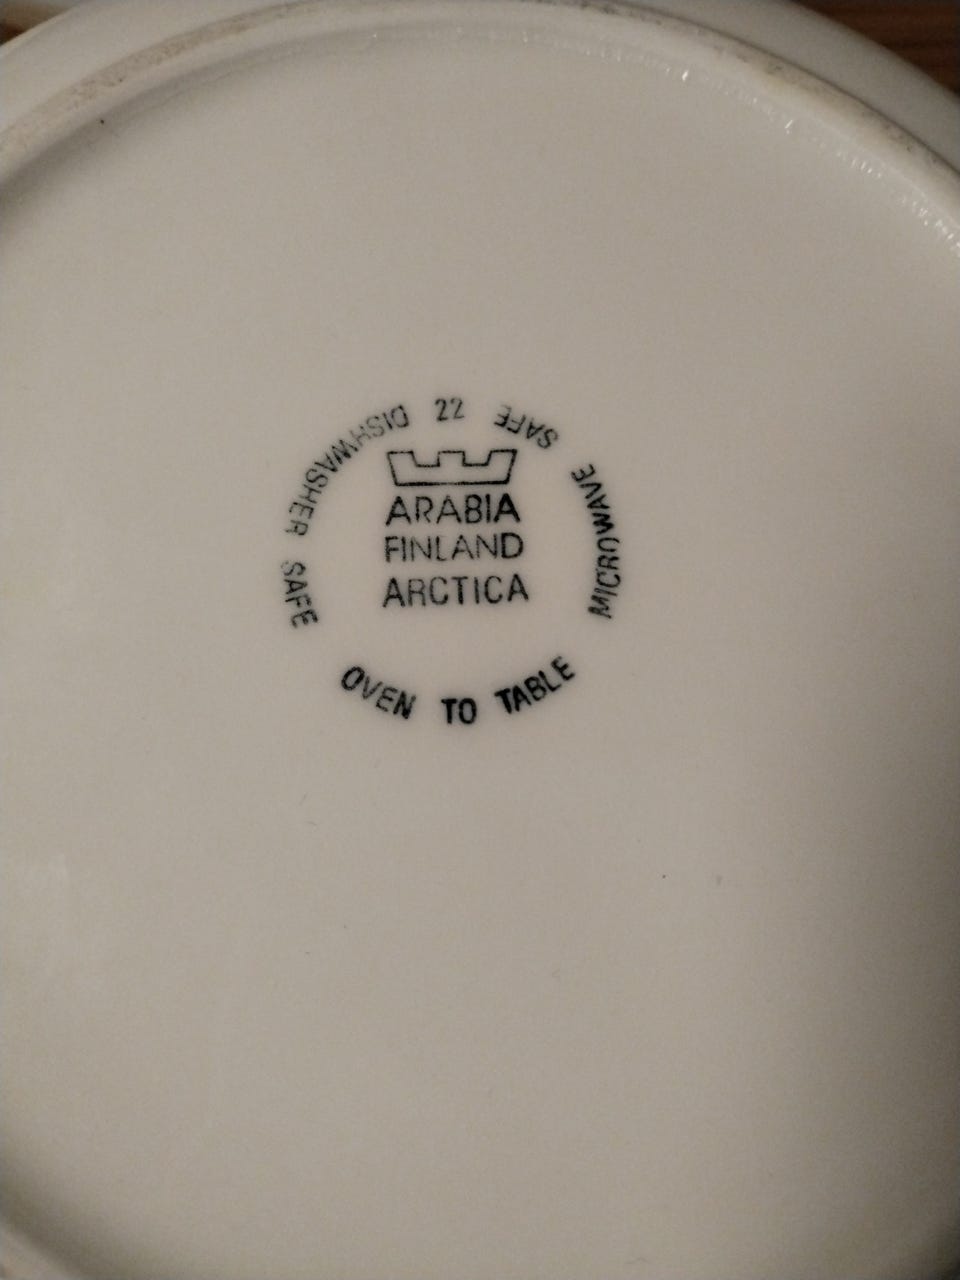 ARABIA
FINLAND
ARCTICA
OVEN TO TABLE
MICROWAVE SAFE
22
DISHWASHER SAFE